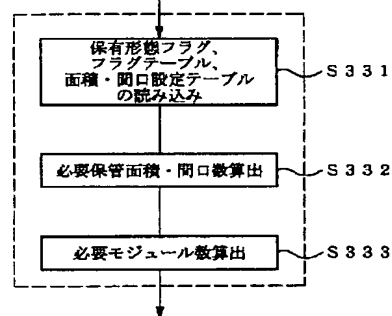 保有形態フラグ、
フラグテーブル、
面積・間口設定テーブル
の読み込み
S331
必要保管面積・間口数算出
S332
必要モジュール数算出
S333